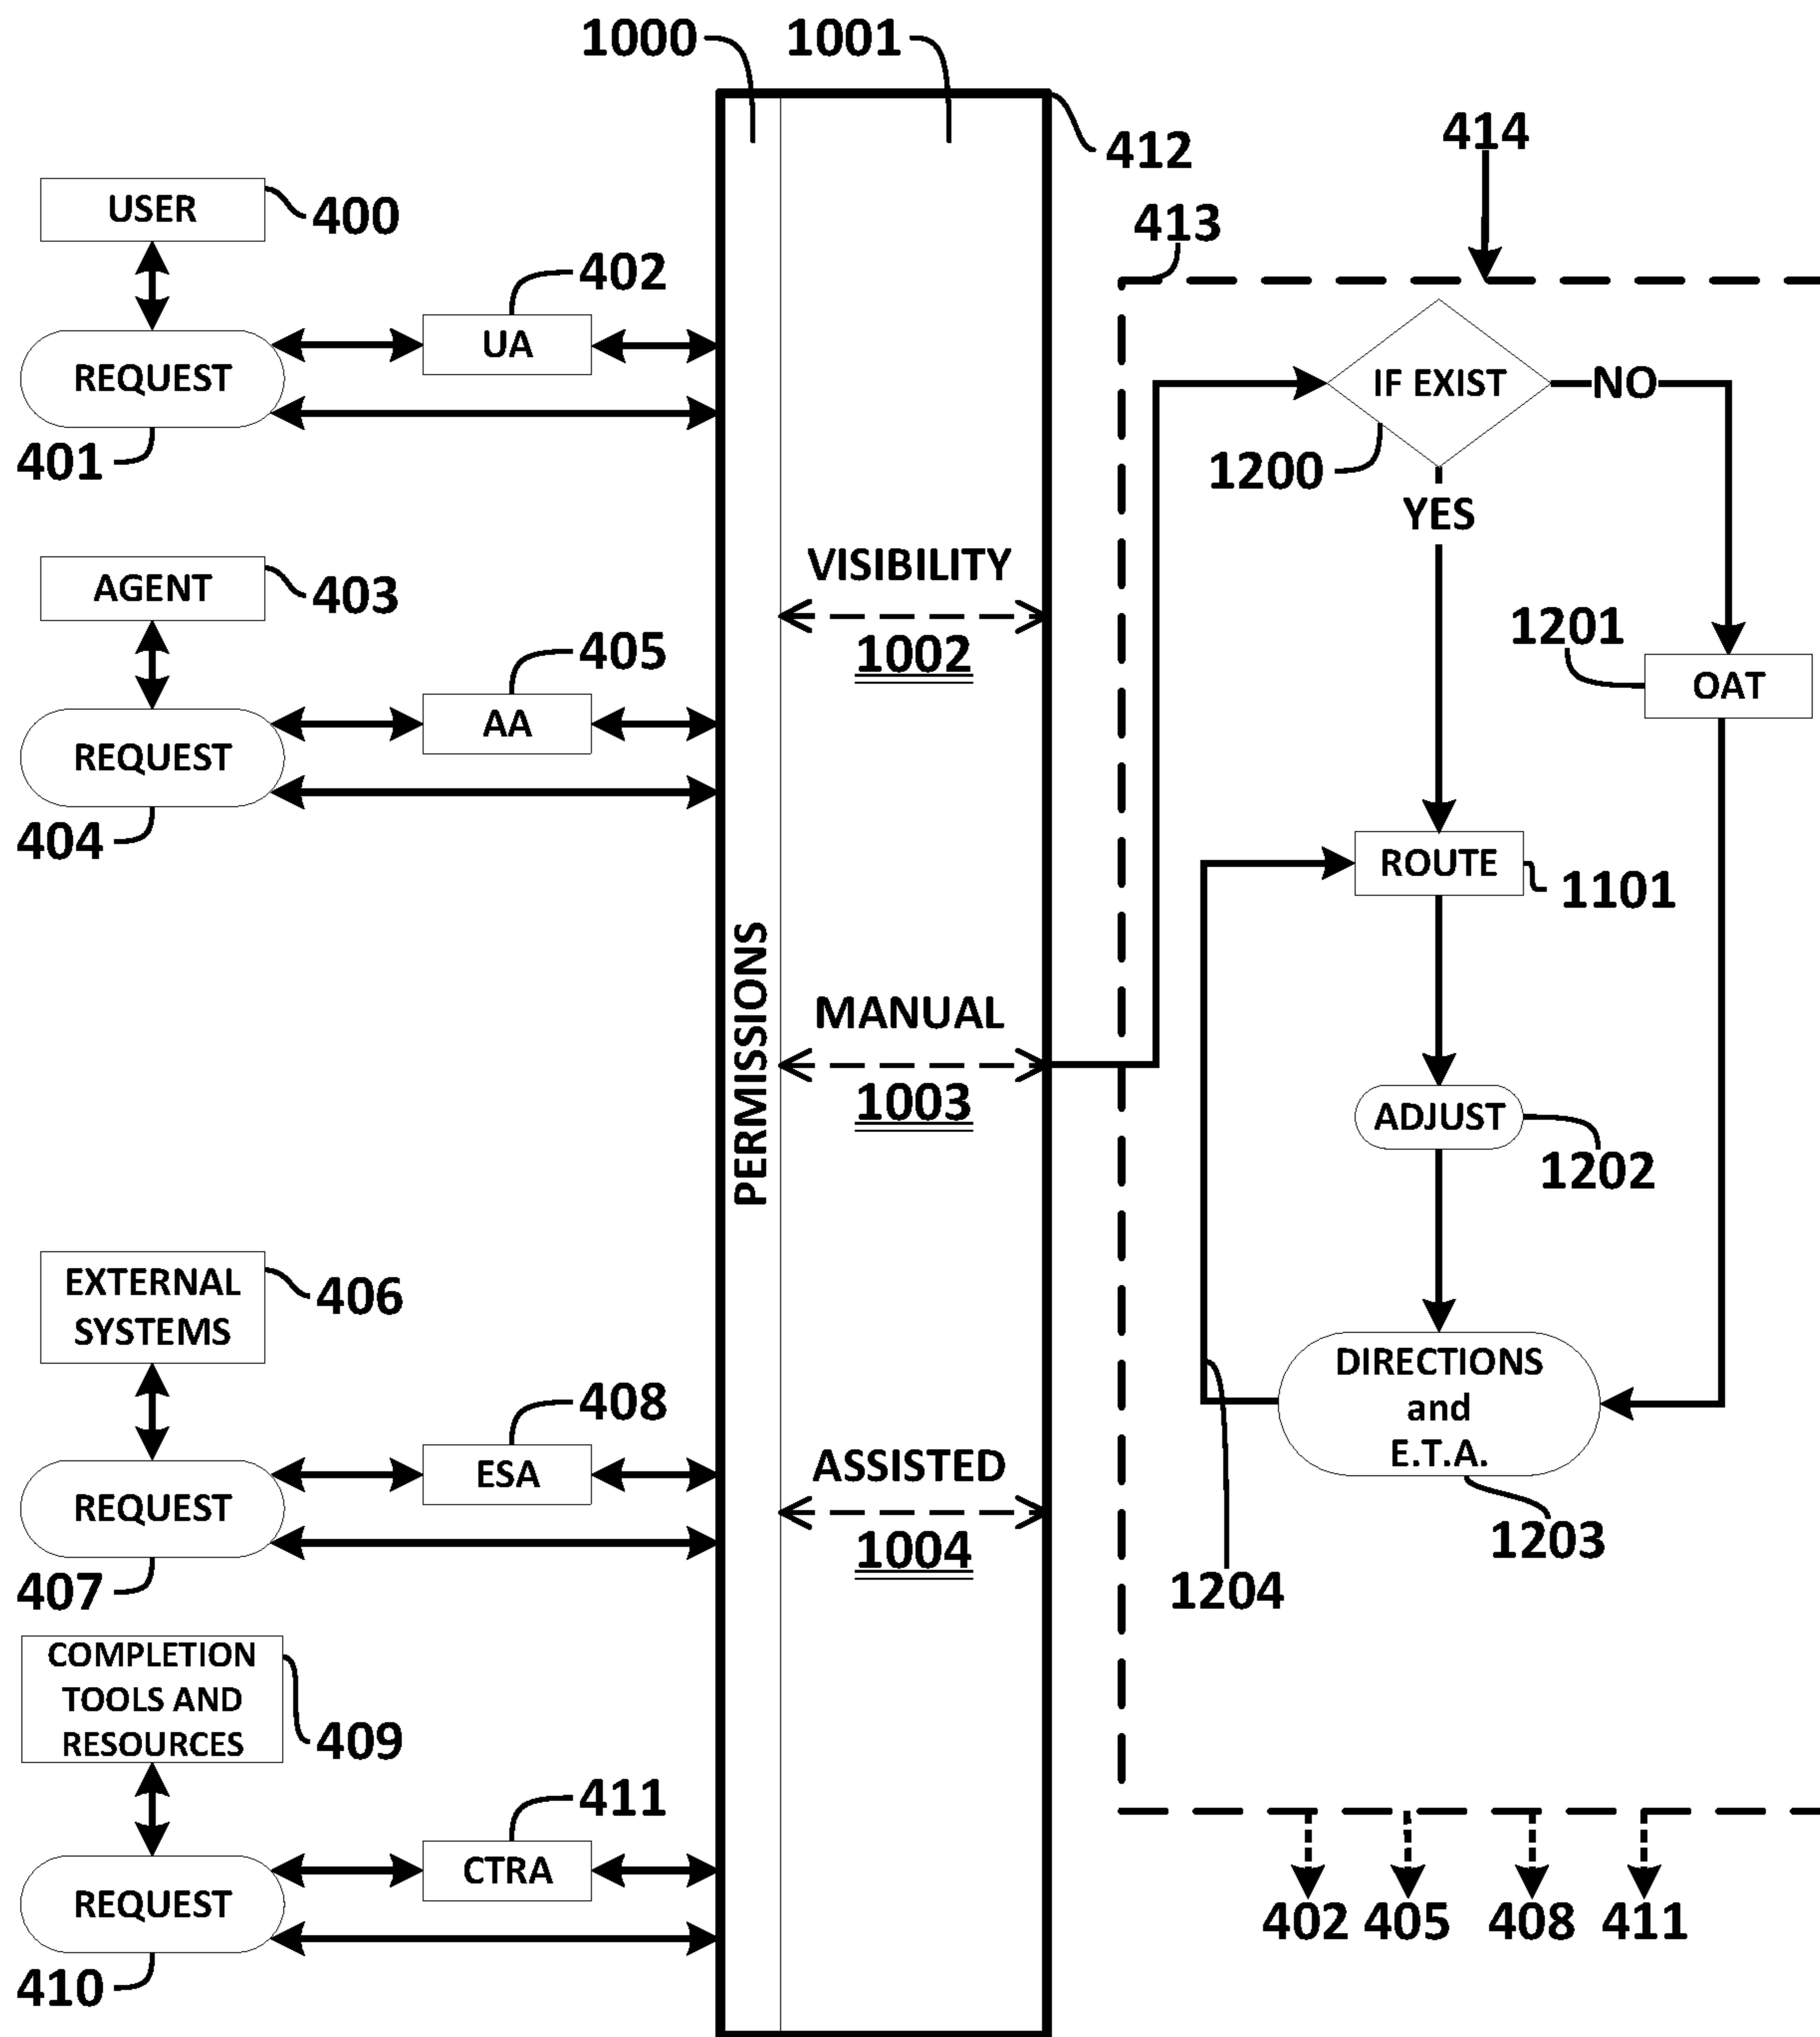 1000
1001
412
414
413
USER
400
402
UA
REQUEST
401
IF EXIST
NO
1200
YES
AGENT
403
VISIBILITY
1002
405
AA
REQUEST
404
1201
OAT
ROUTE
1101
PERMISSIONS
MANUAL
1003
ADJUST
1202
EXTERNAL
SYSTEMS
406
408
ESA
REQUEST
407
ASSISTED
1004
DIRECTIONS
and
E.T.A.
1203
1204
COMPLETION
TOOLS AND
RESOURCES
409
411
CTRA
REQUEST
410
402
405
408
411